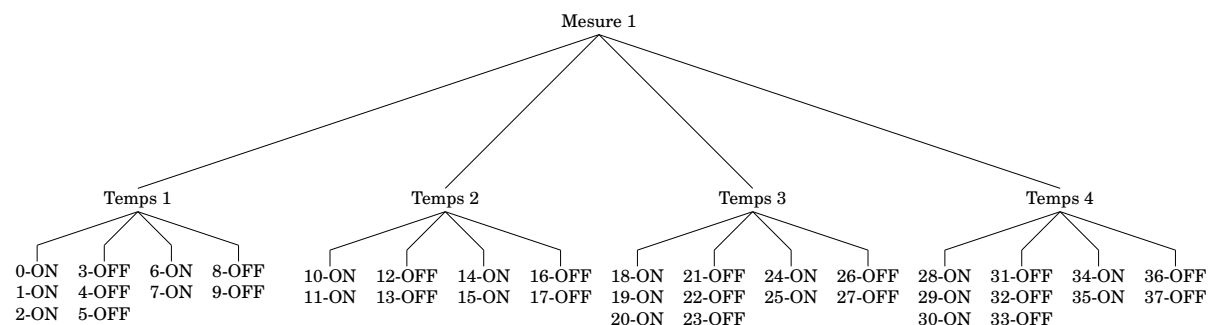 Mesure 1
Temps 1 Temps 2 Temps 3 Temps 4
0-ON 3-OFF 6-ON 8-OFF 10-ON 12-OFF 14-ON 16-OFF 18-ON 21-OFF 24-ON 26-OFF 28-ON 31-OFF 34-ON 36-OFF
1-ON 4-OFF 7-ON 9-OFF 11-ON 13-OFF 15-ON 17-OFF 19-ON 22-OFF 25-ON 27-OFF 29-ON 32-OFF 35-ON 37-OFF
2-ON 5-OFF 20-ON 23-OFF 30-ON 33-OFF